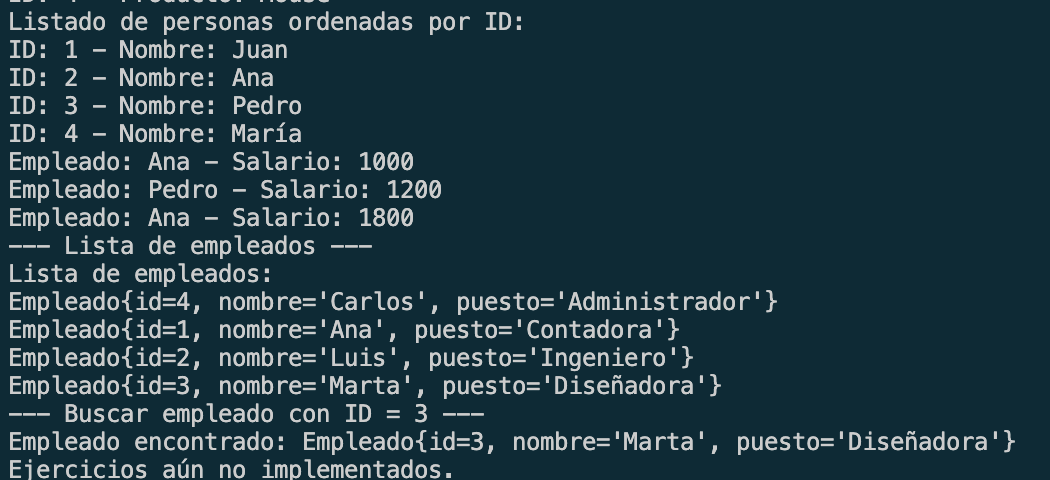 Listado de personas ordenadas por ID:
ID: 1 – Nombre: Juan
ID: 2 – Nombre: Ana
ID: 3 – Nombre: Pedro
ID: 4 – Nombre: María
Empleado: Ana – Salario: 1000
Empleado: Pedro – Salario: 1200
Empleado: Ana – Salario: 1800
––– Lista de empleados –––
Lista de empleados:
Empleado{id=4, nombre='Carlos', puesto='Administrador'}
Empleado{id=1, nombre='Ana', puesto='Contadora'}
Empleado{id=2, nombre='Luis', puesto='Ingeniero'}
Empleado{id=3, nombre='Marta', puesto='Diseñadora'}
––– Buscar empleado con ID = 3 –––
Empleado encontrado: Empleado{id=3, nombre='Marta', puesto='Diseñadora'}
Ejercicios aún no implementados.